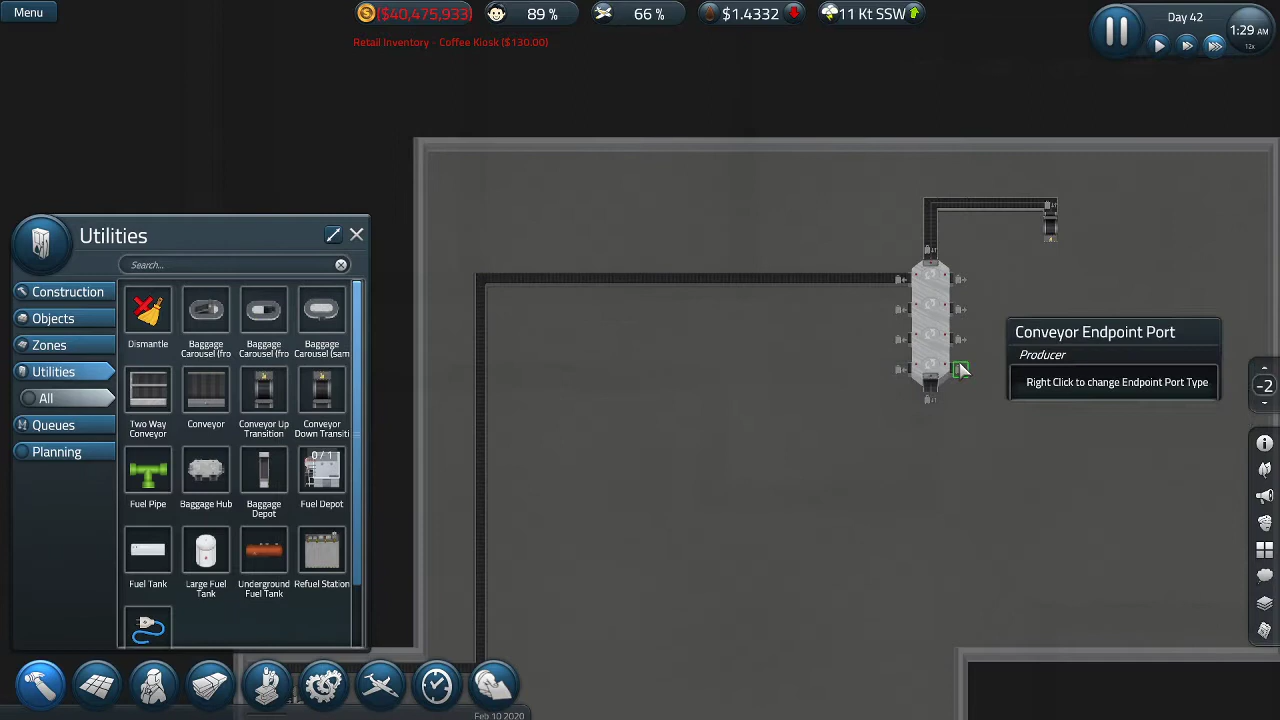 Menu
($40,475,933)
89 %
66 %
$1.4332
11 Kt SSW
Day 42
1:29 AM
12x
Retail Inventory - Coffee Kiosk ($130.00)
Utilities
Search...
Construction
Objects
Zones
Utilities
All
Queues
Planning
Dismantle
Baggage Carousel (fro
Baggage Carousel (fro
Baggage Carousel (sam
Two Way Conveyor
Conveyor
Conveyor Up Transition
Conveyor Down Transiti
0 / 1
Fuel Pipe
Baggage Hub
Baggage Depot
Fuel Depot
Fuel Tank
Large Fuel Tank
Underground Fuel Tank
Refuel Station
Conveyor Endpoint Port
Producer
Right Click to change Endpoint Port Type
-2
Feb 10 2020